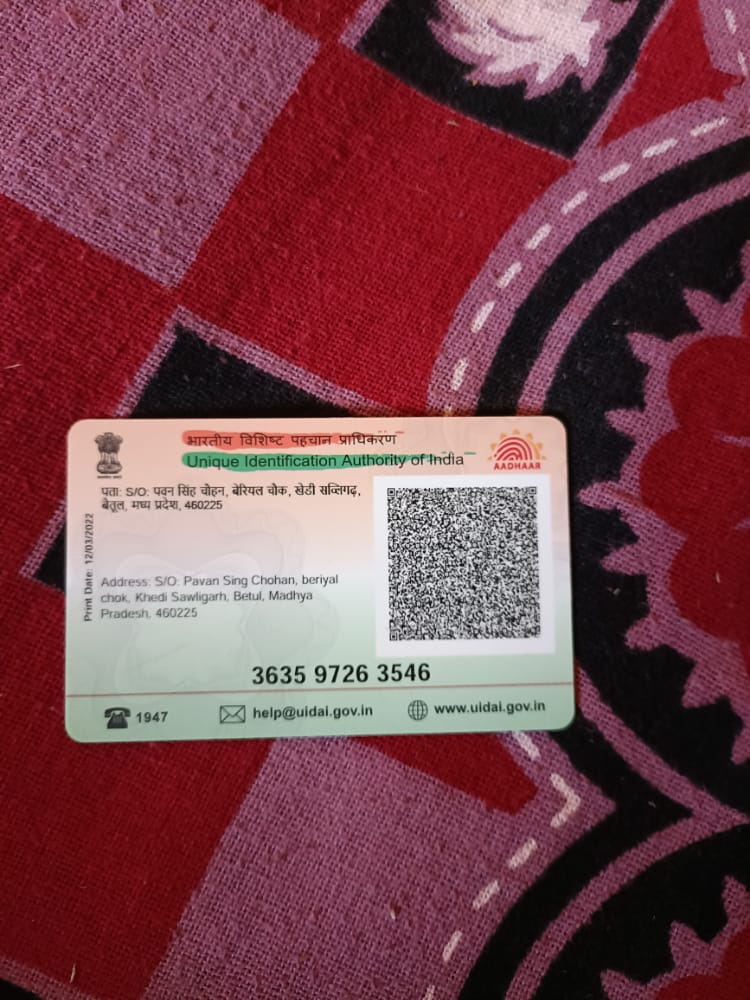 भारतीय विशिष्ट पहचान प्राधिकरण
Unique Identification Authority of India
AADHAAR
पता: S/O: पवन सिंह चोहन, बेरियल चौक, खेडी सव्लिगढ़,
बेतूल, मध्य प्रदेश, 460225
Print Date: 12/03/2022
Address: S/O: Pavan Sing Chohan, beriyal
chok, Khedi Sawligarh, Betul, Madhya
Pradesh, 460225
3635 9726 3546
1947
help@uidai.gov.in
www.uidai.gov.in